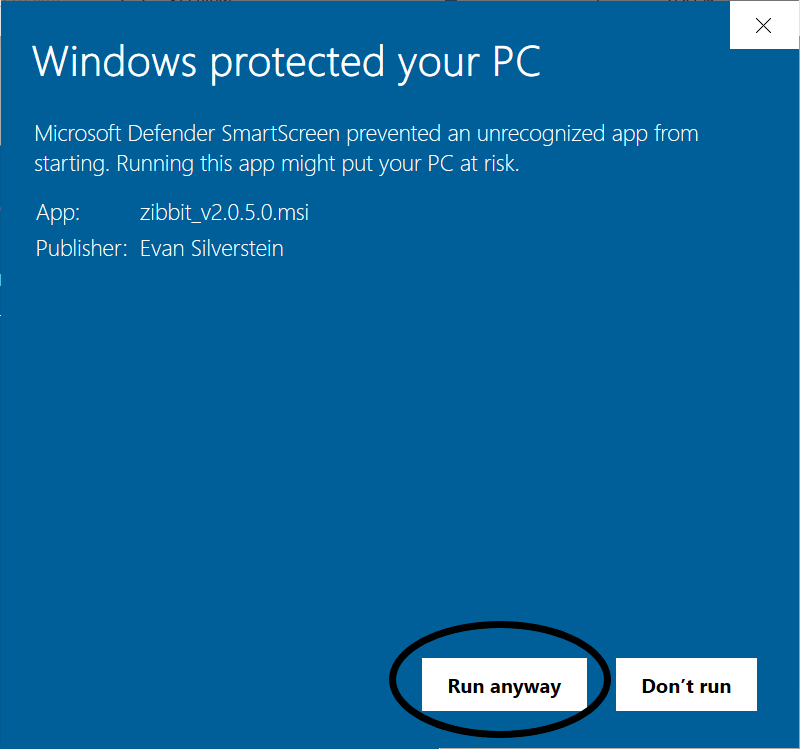 Windows protected your PC
Microsoft Defender SmartScreen prevented an unrecognized app from
starting. Running this app might put your PC at risk.
App: zibbit_v2.0.5.0.msi
Publisher: Evan Silverstein
Run anyway Don’t run